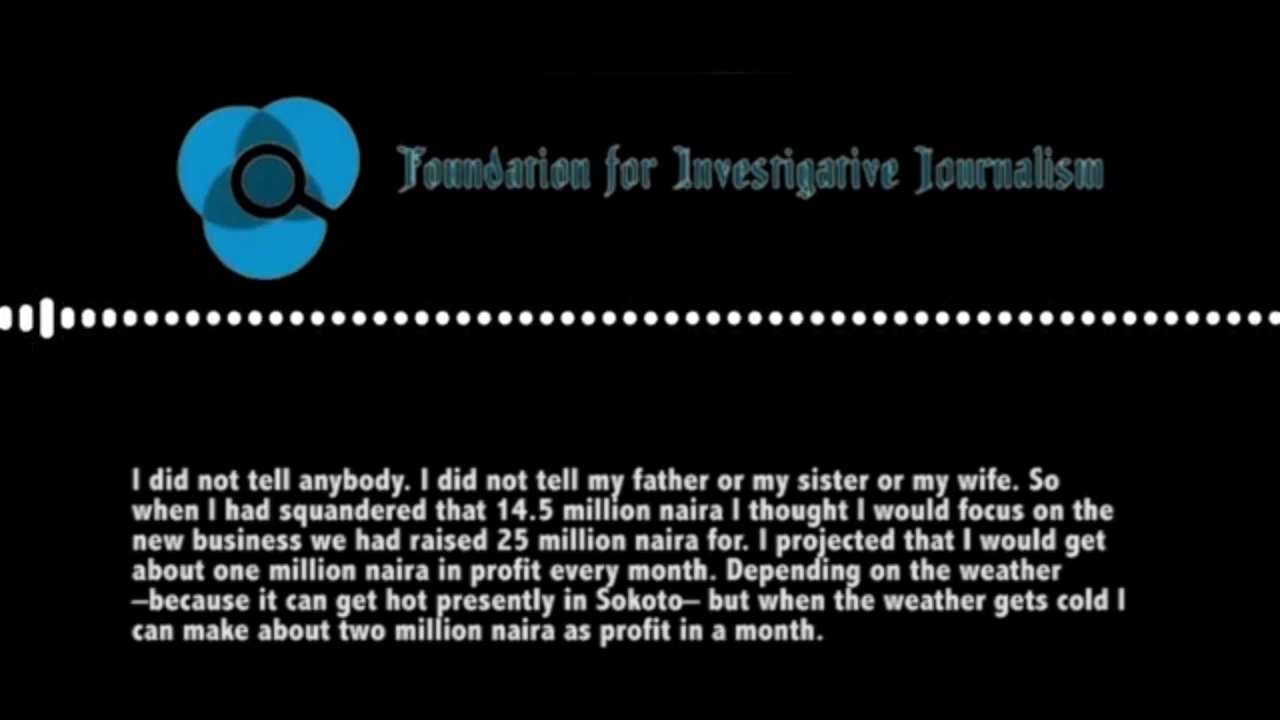 Foundation for Investigative Journalism
I did not tell anybody. I did not tell my father or my sister or my wife. So
when I had squandered that 14.5 million naira I thought I would focus on the
new business we had raised 25 million naira for. I projected that I would get
about one million naira in profit every month. Depending on the weather
—because it can get hot presently in Sokoto— but when the weather gets cold I
can make about two million naira as profit in a month.